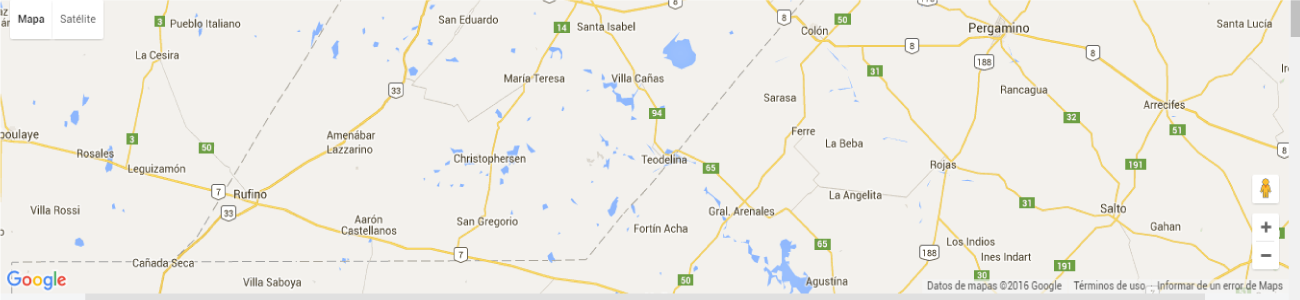 Mapa
Satélite
3
Pueblo Italiano
San Eduardo
14
Santa Isabel
8
8
50
Colón
Pergamino
8
8
Santa Lucía
La Cesira
33
María Teresa
Villa Cañas
31
188
Rancagua
Arrecifes
Sarasa
94
32
51
3
50
Amenábar
Lazzarino
Ferre
La Beba
8
Rosales
Leguizamón
Christophersen
Teodelina
65
Rojas
191
7
Rufino
33
Villa Rossi
Aarón
Castellanos
San Gregorio
Fortín Acha
Gral. Arenales
La Angelita
31
Salto
Gahan
7
65
188
Los Indios
Ines Indart
191
30
Cañada Seca
Villa Saboya
50
Agustina
Google
Datos de mapas ©2016 Google
Términos de uso
Informar de un error de Maps